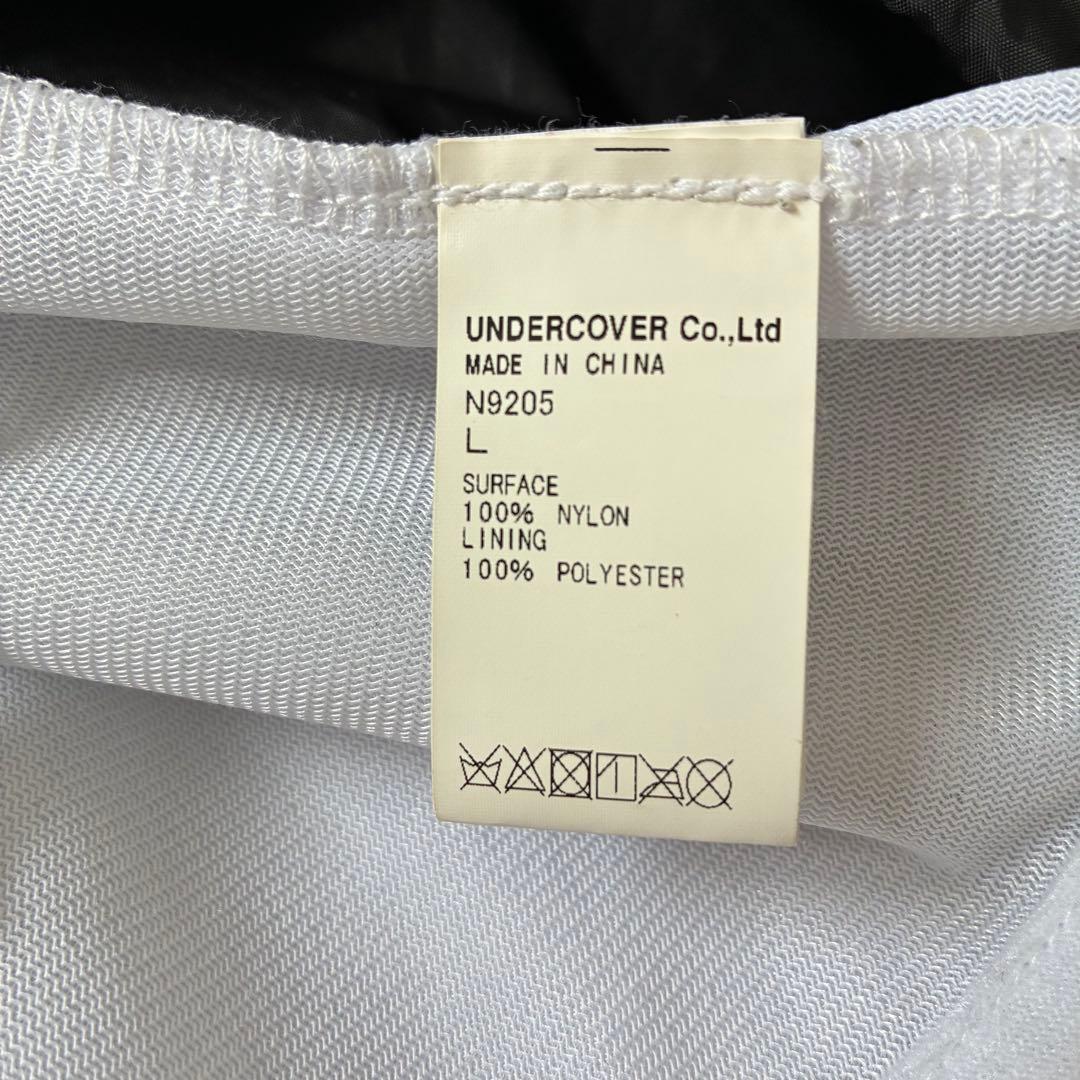 UNDERCOVER Co.,Ltd
MADE IN CHINA
N9205
L
SURFACE
100% NYLON
LINING
100% POLYESTER